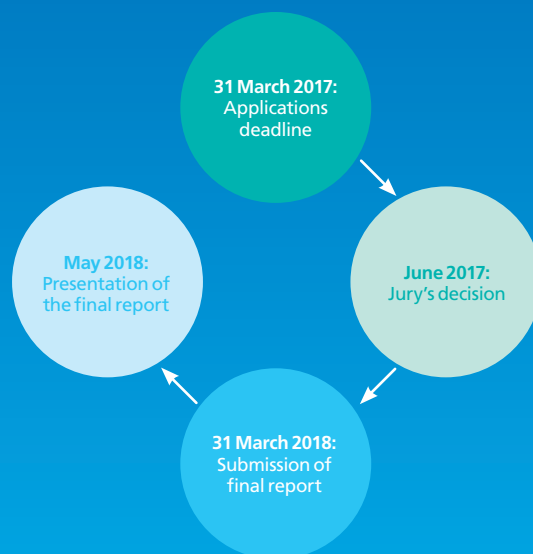 31 March 2017:
Applications
deadline
June 2017:
Jury’s decision
31 March 2018:
Submission of
final report
May 2018:
Presentation of
the final report